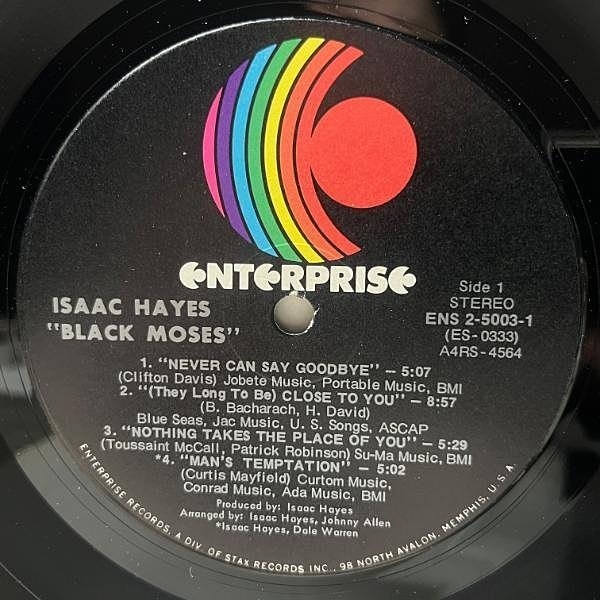 ENTERPRISE
Side 1
STEREO
ISAAC HAYES
ENS 2-5003-1
"BLACK MOSES"
(ES-0333)
A4RS-4564
1. "NEVER CAN SAY GOODBYE" — 5:07
(Clifton Davis) Jobete Music, Portable Music, BMI
2. "(They Long To Be) CLOSE TO YOU" — 8:57
(B. Bacharach, H. David)
Blue Seas, Jac Music, U. S. Songs, ASCAP
3. "NOTHING TAKES THE PLACE OF YOU" — 5:29
(Toussaint McCall, Patrick Robinson) Su-Ma Music, BMI
*4. "MAN'S TEMPTATION" — 5:02
(Curtis Mayfield) Curtom Music,
Conrad Music, Ada Music, BMI
Produced by: Isaac Hayes
Arranged by: Isaac Hayes, Johnny Allen
*Isaac Hayes, Dale Warren
ENTERPRISE RECORDS, A DIV. OF STAX RECORDS INC., 98 NORTH AVALON, MEMPHIS, U.S.A.